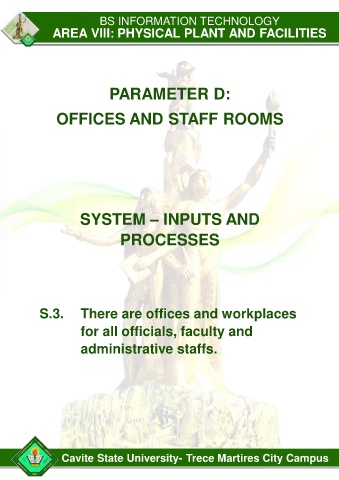 BS INFORMATION TECHNOLOGY
AREA VIII: PHYSICAL PLANT AND FACILITIES
PARAMETER D:
OFFICES AND STAFF ROOMS
SYSTEM – INPUTS AND
PROCESSES
S.3. There are offices and workplaces
for all officials, faculty and
administrative staffs.
Cavite State University- Trece Martires City Campus